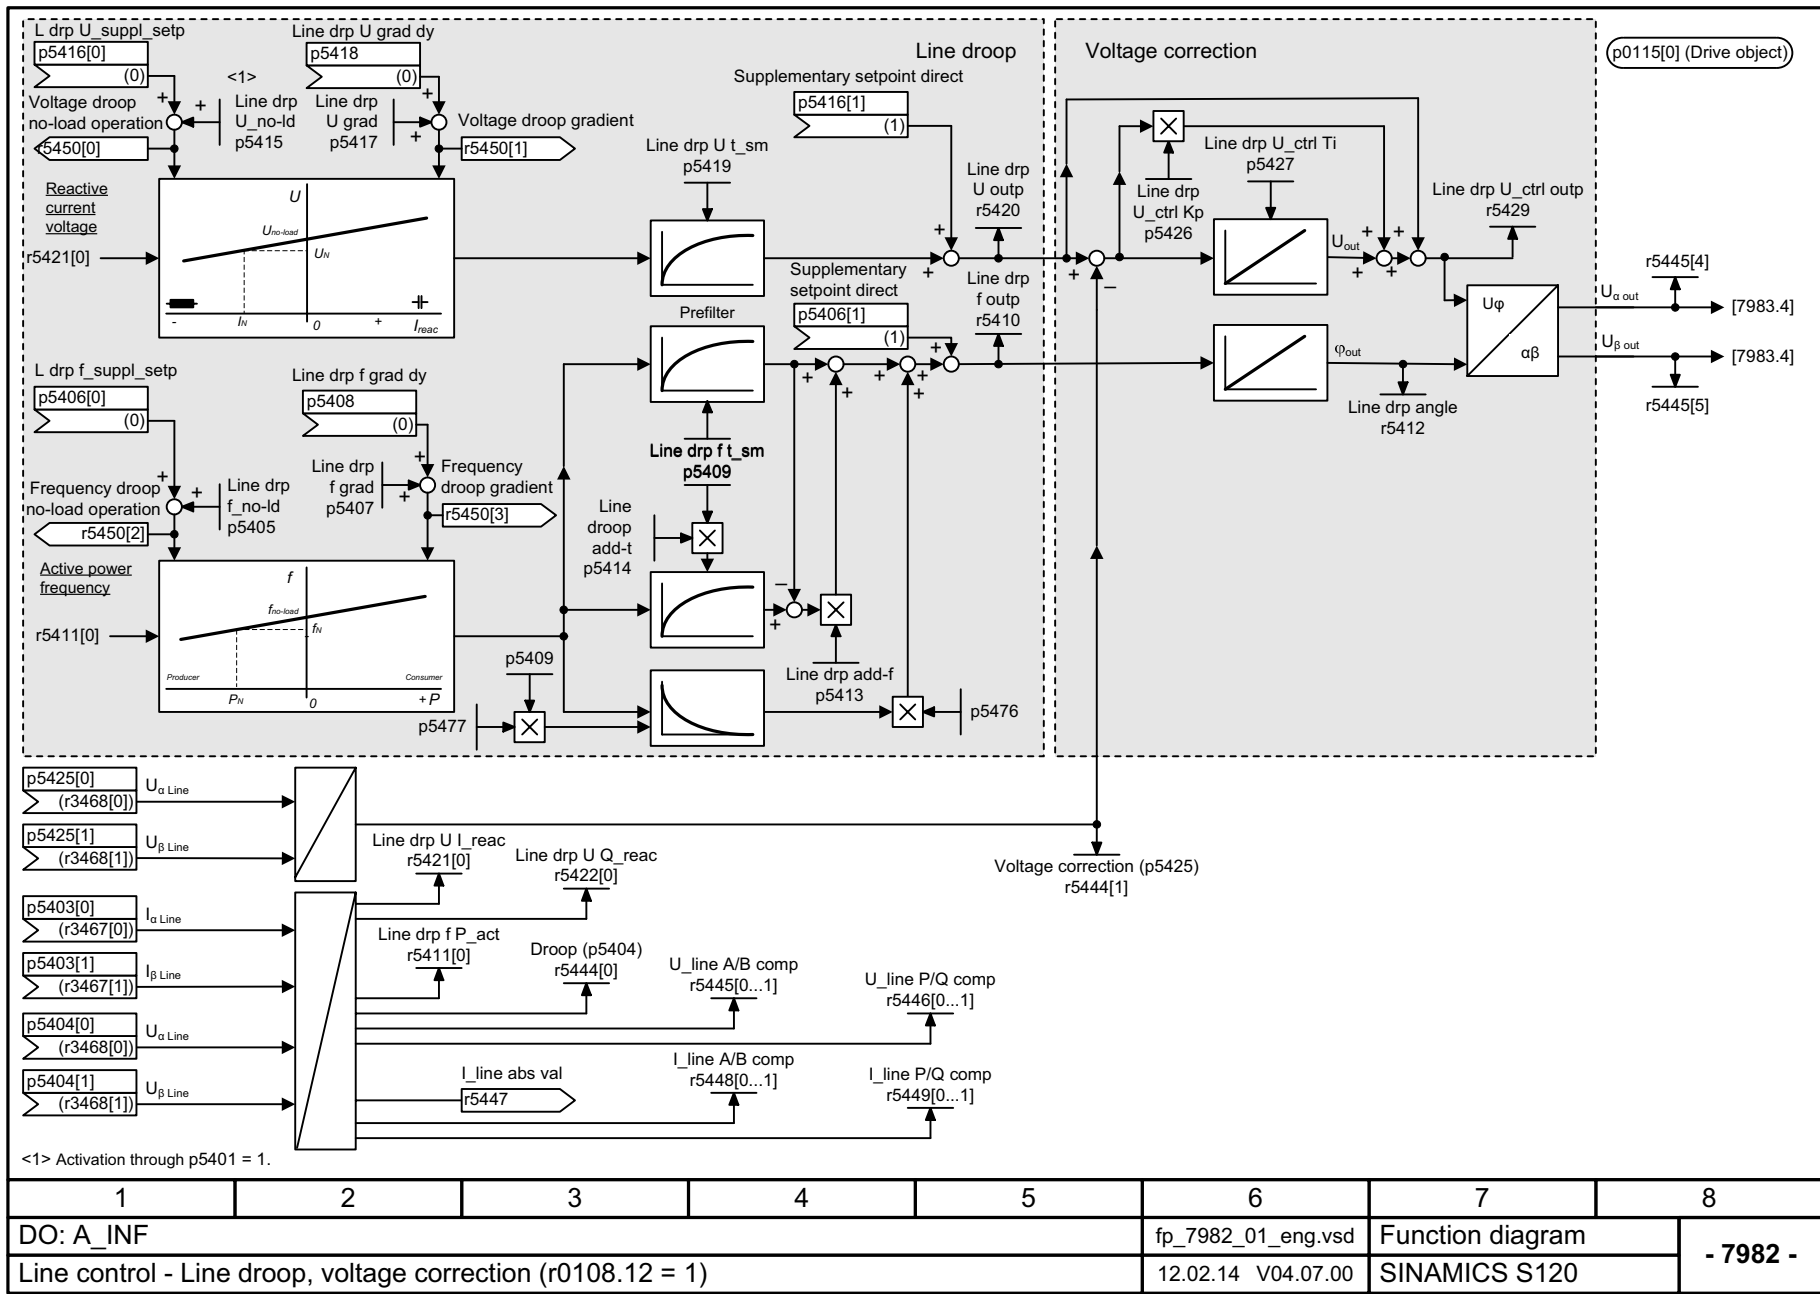 L drp U_suppl_setp
p5416[0]
(0)
<1>
Voltage droop
no-load operation
r5450[0]
Line drp
U_no-ld
p5415
Line drp U grad dy
p5418
(0)
Line drp
U grad
p5417
Voltage droop gradient
r5450[1]
Line droop
Supplementary setpoint direct
p5416[1]
(1)
Line drp U t_sm
p5419
Line drp
U outp
r5420
Reactive
current
voltage
r5421[0]
U
Uno-load
UN
-
IN
0
+
Ireac
Prefilter
Supplementary
setpoint direct
p5406[1]
(1)
Line drp
f outp
r5410
L drp f_suppl_setp
p5406[0]
(0)
Frequency droop
no-load operation
r5450[2]
Line drp
f_no-ld
p5405
Line drp f grad dy
p5408
(0)
Line drp
f grad
p5407
Frequency
droop gradient
r5450[3]
Line drp f t_sm
p5409
Line
droop
add-t
p5414
Active power
frequency
r5411[0]
f
fno-load
fN
Producer
Consumer
PN
0
+P
p5409
p5477
Line drp add-f
p5413
p5476
Voltage correction
p0115[0] (Drive object)
Line drp
U_ctrl Kp
p5426
Line drp U_ctrl Ti
p5427
Uout
Line drp U_ctrl outp
r5429
Uφ
αβ
φout
Line drp angle
r5412
r5445[4]
Uα out
[7983.4]
Uβ out
[7983.4]
r5445[5]
p5425[0]
(r3468[0])
Uα Line
p5425[1]
(r3468[1])
Uβ Line
p5403[0]
(r3467[0])
Iα Line
p5403[1]
(r3467[1])
Iβ Line
p5404[0]
(r3468[0])
Uα Line
p5404[1]
(r3468[1])
Uβ Line
Line drp U I_reac
r5421[0]
Line drp U Q_reac
r5422[0]
Voltage correction (p5425)
r5444[1]
Line drp f P_act
r5411[0]
Droop (p5404)
r5444[0]
U_line A/B comp
r5445[0...1]
U_line P/Q comp
r5446[0...1]
I_line abs val
r5447
I_line A/B comp
r5448[0...1]
I_line P/Q comp
r5449[0...1]
<1> Activation through p5401 = 1.
1 2 3 4 5 6 7 8
DO: A_INF
fp_7982_01_eng.vsd
Function diagram
- 7982 -
Line control - Line droop, voltage correction (r0108.12 = 1)
12.02.14 V04.07.00
SINAMICS S120